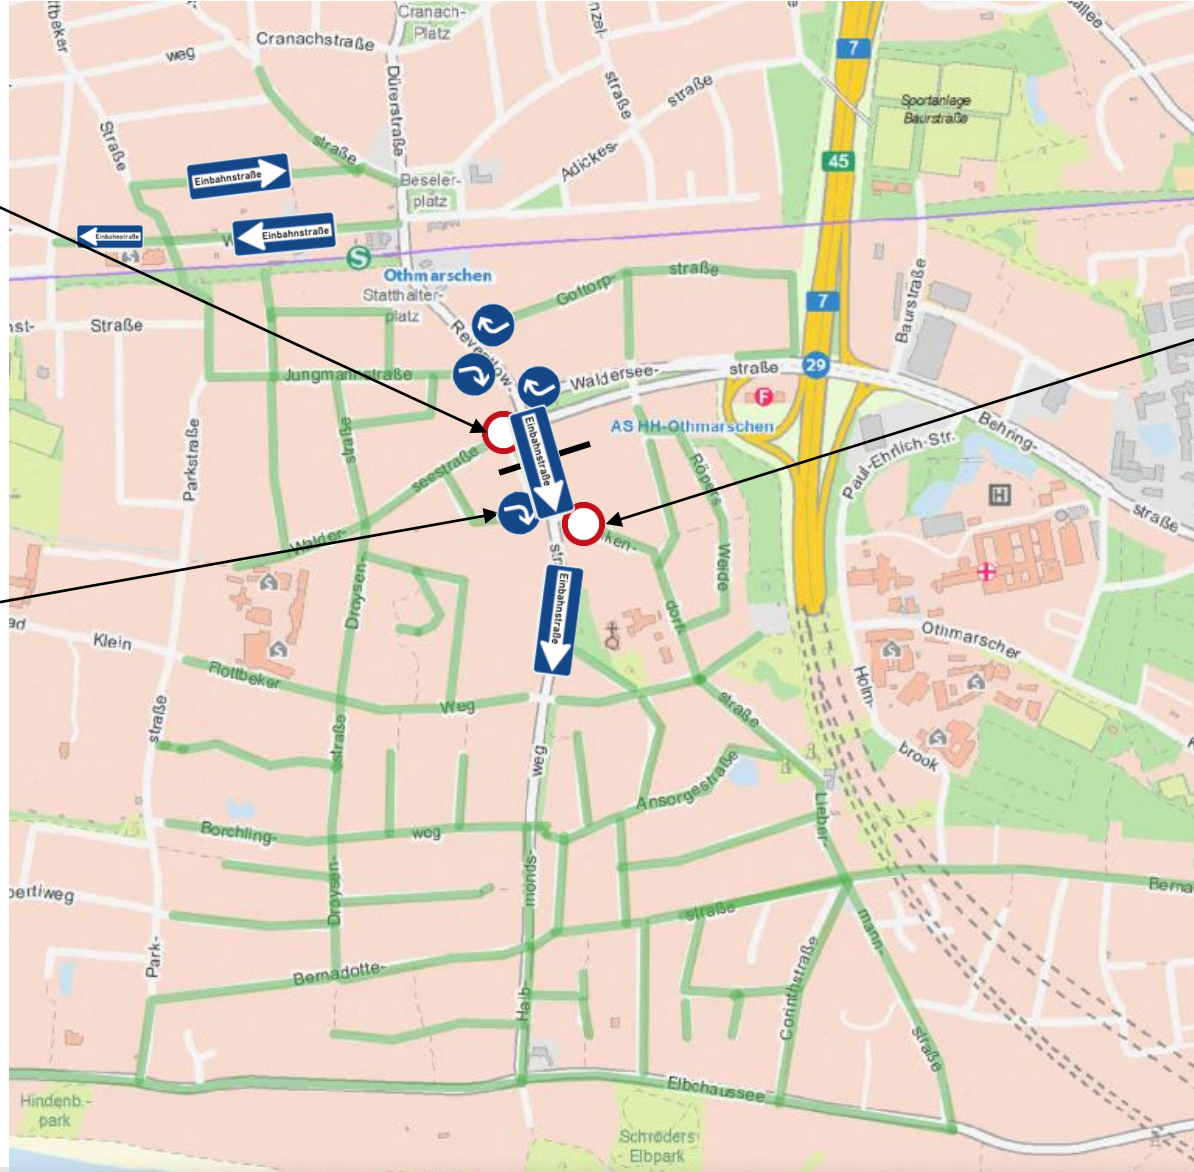 Cranach-
Platz
Cranachstraße
weg
Dürerstraße
straße
straße
Sportanlage
Baurstraße
7
45
Straße
straße
Adickes-
Einbahnstraße
Beseler-
platz
Einbahnstraße
Einbahnstraße
S
Othmarschen
Statthalter-
platz
Gottorp-
straße
7
Baurstraße
Straße
Jungmannstraße
Waldersee-
straße
29
F
AS HH-Othmarschen
Behring-
straße
Parkstraße
straße
Einbahnstraße
seestraße
Walder-
Röpers
Weide
Paul-Ehrlich-Str.
H
ken-
dorf
Einbahnstraße
Droysen-
Klein
Flottbeker
Weg
Othmarscher
Holm-
brook
straße
straße
straße
weg
Ansorgestraße
Lieber-
Borchling-
weg
monds-
Droysen-
straße
Berna
mann-
Park-
Bernadotte-
Halb-
Corinthstraße
straße
Elbchaussee
Hindenb.-
park
Schröders
Elbpark